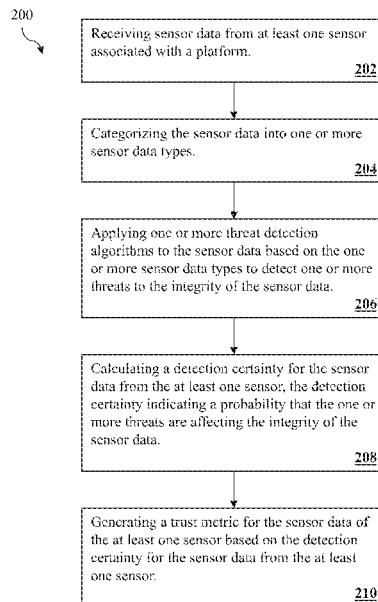 200
Receiving sensor data from at least one sensor
associated with a platform.
202
Categorizing the sensor data into one or more
sensor data types.
204
Applying one or more threat detection
algorithms to the sensor data based on the one
or more sensor data types to detect one or more
threats to the integrity of the sensor data.
206
Calculating a detection certainty for the sensor
data from the at least one sensor, the detection
certainty indicating a probability that the one
or more threats are affecting the integrity of the
sensor data.
208
Generating a trust metric for the sensor data of
the at least one sensor based on the detection
certainty for the sensor data from the at least
one sensor.
210